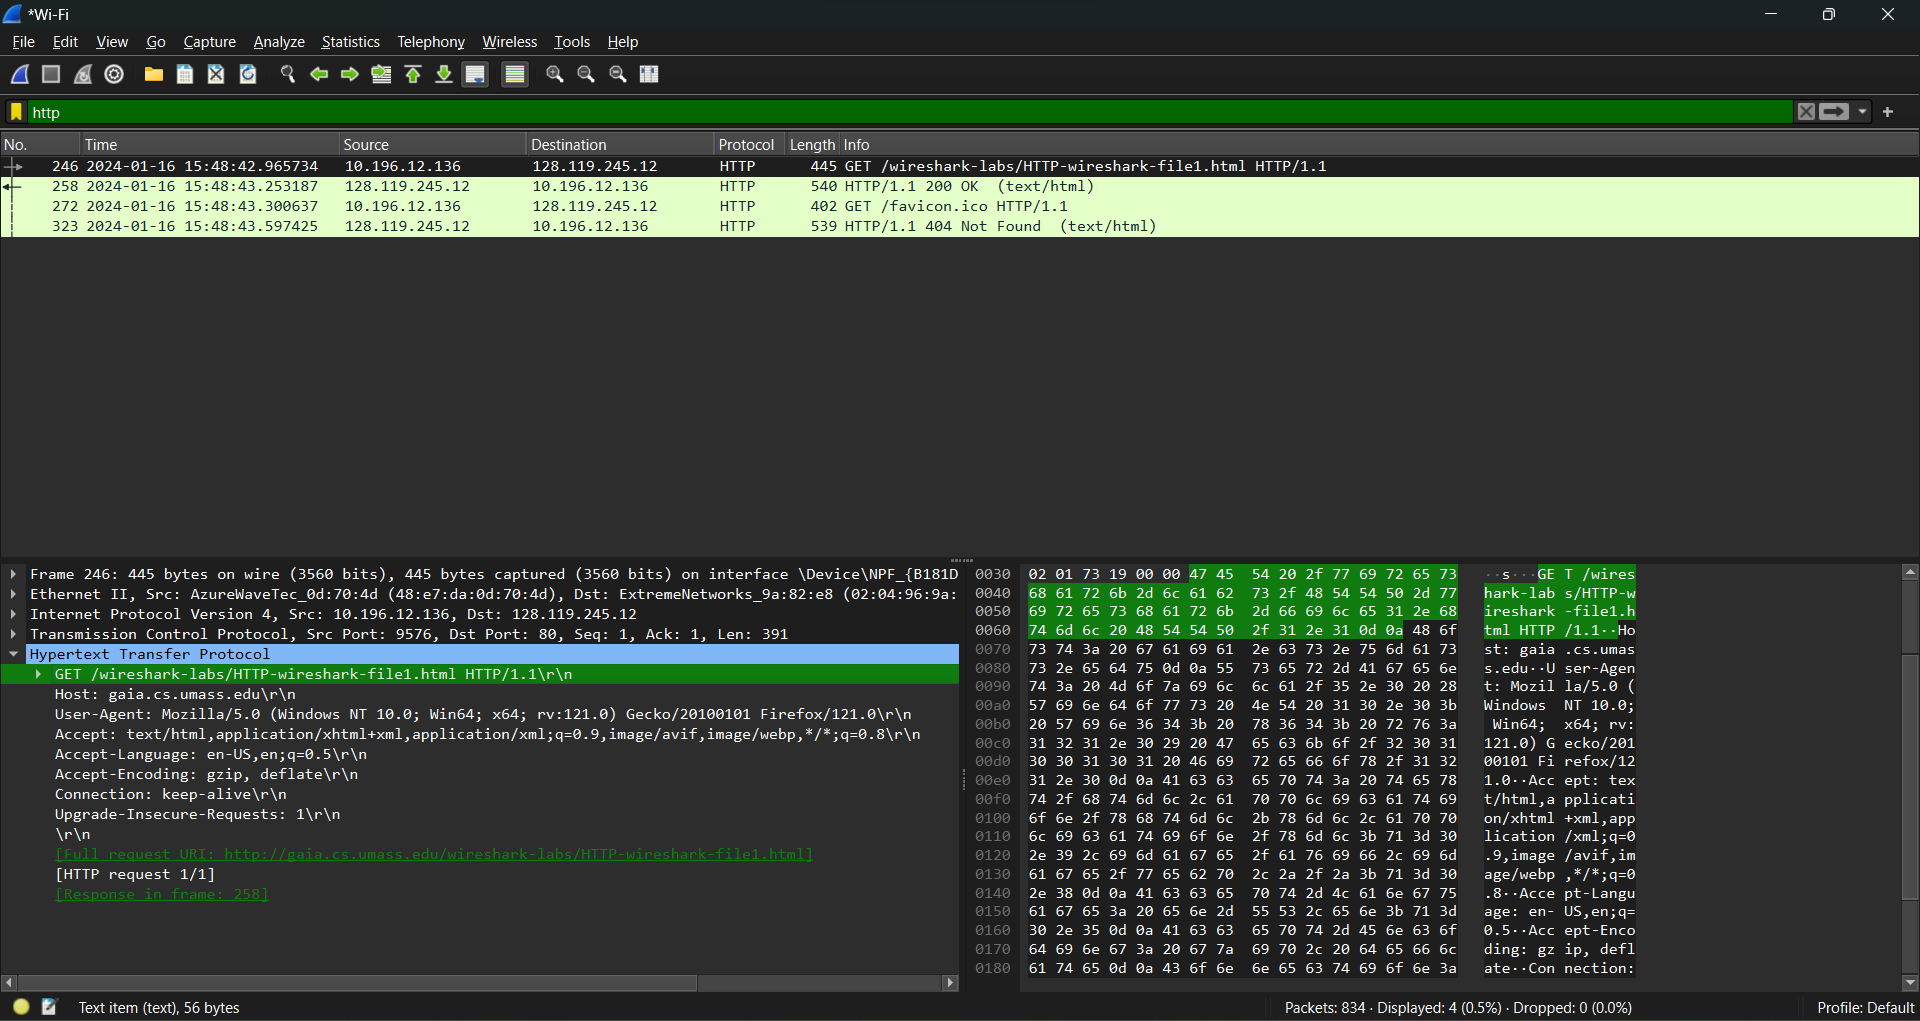 *Wi-Fi
File Edit View Go Capture Analyze Statistics Telephony Wireless Tools Help
http
No. Time Source Destination Protocol Length Info
246 2024-01-16 15:48:42.965734 10.196.12.136 128.119.245.12 HTTP 445 GET /wireshark-labs/HTTP-wireshark-file1.html HTTP/1.1
258 2024-01-16 15:48:43.253187 128.119.245.12 10.196.12.136 HTTP 540 HTTP/1.1 200 OK (text/html)
272 2024-01-16 15:48:43.300637 10.196.12.136 128.119.245.12 HTTP 402 GET /favicon.ico HTTP/1.1
323 2024-01-16 15:48:43.597425 128.119.245.12 10.196.12.136 HTTP 539 HTTP/1.1 404 Not Found (text/html)
Frame 246: 445 bytes on wire (3560 bits), 445 bytes captured (3560 bits) on interface \Device\NPF_{B181D
Ethernet II, Src: AzureWaveTec_0d:70:4d (48:e7:da:0d:70:4d), Dst: ExtremeNetworks_9a:82:e8 (02:04:96:9a:
Internet Protocol Version 4, Src: 10.196.12.136, Dst: 128.119.245.12
Transmission Control Protocol, Src Port: 9576, Dst Port: 80, Seq: 1, Ack: 1, Len: 391
Hypertext Transfer Protocol
GET /wireshark-labs/HTTP-wireshark-file1.html HTTP/1.1\r\n
Host: gaia.cs.umass.edu\r\n
User-Agent: Mozilla/5.0 (Windows NT 10.0; Win64; x64; rv:121.0) Gecko/20100101 Firefox/121.0\r\n
Accept: text/html,application/xhtml+xml,application/xml;q=0.9,image/avif,image/webp,*/*;q=0.8\r\n
Accept-Language: en-US,en;q=0.5\r\n
Accept-Encoding: gzip, deflate\r\n
Connection: keep-alive\r\n
Upgrade-Insecure-Requests: 1\r\n
\r\n
[Full request URI: http://gaia.cs.umass.edu/wireshark-labs/HTTP-wireshark-file1.html]
[HTTP request 1/1]
[Response in frame: 258]
0030 02 01 73 19 00 00 47 45 54 20 2f 77 69 72 65 73 ··s···GE T /wires
0040 68 61 72 6b 2d 6c 61 62 73 2f 48 54 54 50 2d 77 hark-lab s/HTTP-w
0050 69 72 65 73 68 61 72 6b 2d 66 69 6c 65 31 2e 68 ireshark -file1.h
0060 74 6d 6c 20 48 54 54 50 2f 31 2e 31 0d 0a 48 6f tml HTTP /1.1··Ho
0070 73 74 3a 20 67 61 69 61 2e 63 73 2e 75 6d 61 73 st: gaia .cs.umas
0080 73 2e 65 64 75 0d 0a 55 73 65 72 2d 41 67 65 6e s.edu··U ser-Agen
0090 74 3a 20 4d 6f 7a 69 6c 6c 61 2f 35 2e 30 20 28 t: Mozil la/5.0 (
00a0 57 69 6e 64 6f 77 73 20 4e 54 20 31 30 2e 30 3b Windows NT 10.0;
00b0 20 57 69 6e 36 34 3b 20 78 36 34 3b 20 72 76 3a Win64; x64; rv:
00c0 31 32 31 2e 30 29 20 47 65 63 6b 6f 2f 32 30 31 121.0) G ecko/201
00d0 30 30 31 30 31 20 46 69 72 65 66 6f 78 2f 31 32 00101 Fi refox/12
00e0 31 2e 30 0d 0a 41 63 63 65 70 74 3a 20 74 65 78 1.0··Acc ept: tex
00f0 74 2f 68 74 6d 6c 2c 61 70 70 6c 69 63 61 74 69 t/html,a pplicati
0100 6f 6e 2f 78 68 74 6d 6c 2b 78 6d 6c 2c 61 70 70 on/xhtml +xml,app
0110 6c 69 63 61 74 69 6f 6e 2f 78 6d 6c 3b 71 3d 30 lication /xml;q=0
0120 2e 39 2c 69 6d 61 67 65 2f 61 76 69 66 2c 69 6d .9,image /avif,im
0130 61 67 65 2f 77 65 62 70 2c 2a 2f 2a 3b 71 3d 30 age/webp ,*/*;q=0
0140 2e 38 0d 0a 41 63 63 65 70 74 2d 4c 61 6e 67 75 .8··Acce pt-Langu
0150 61 67 65 3a 20 65 6e 2d 55 53 2c 65 6e 3b 71 3d age: en- US,en;q=
0160 30 2e 35 0d 0a 41 63 63 65 70 74 2d 45 6e 63 6f 0.5··Acc ept-Enco
0170 64 69 6e 67 3a 20 67 7a 69 70 2c 20 64 65 66 6c ding: gz ip, defl
0180 61 74 65 0d 0a 43 6f 6e 6e 65 63 74 69 6f 6e 3a ate··Con nection:
Text item (text), 56 bytes
Packets: 834 · Displayed: 4 (0.5%) · Dropped: 0 (0.0%)
Profile: Default